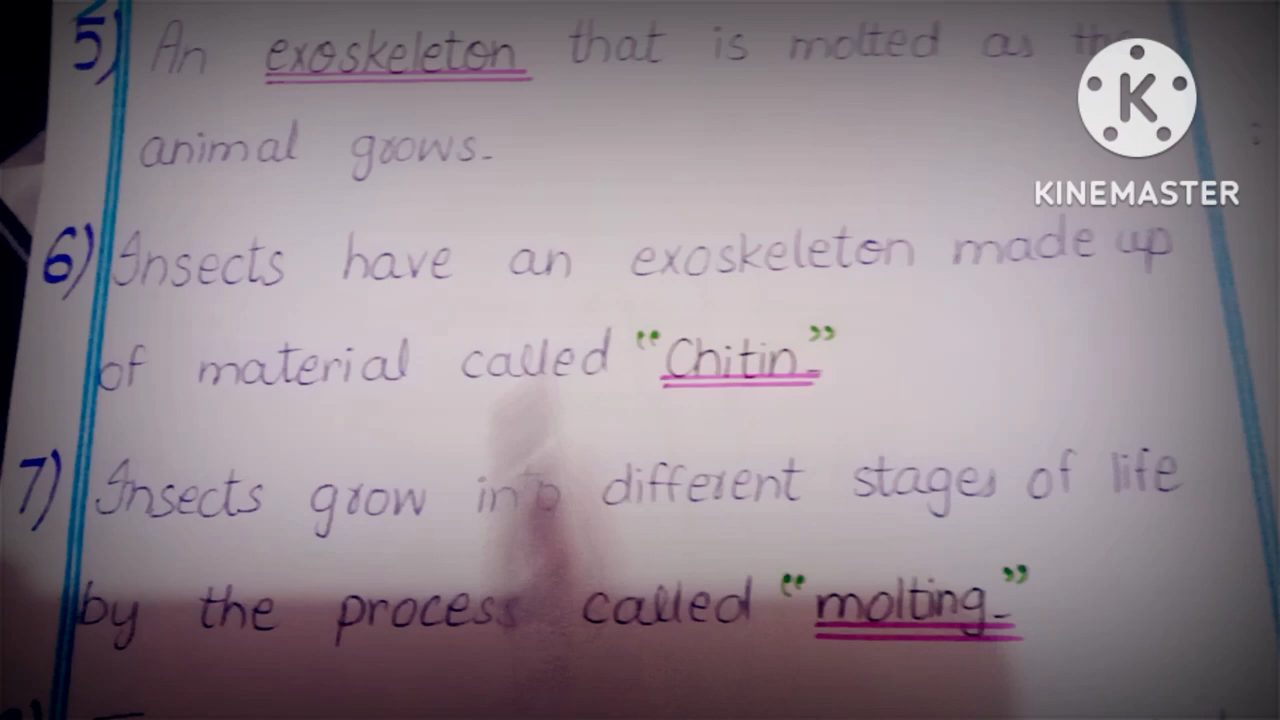 5) An exoskeleton that is molted as the
animal grows.
6) Insects have an exoskeleton made up
of material called "Chitin."
7) Insects grow into different stages of life
by the process called "molting."
K
KINEMASTER